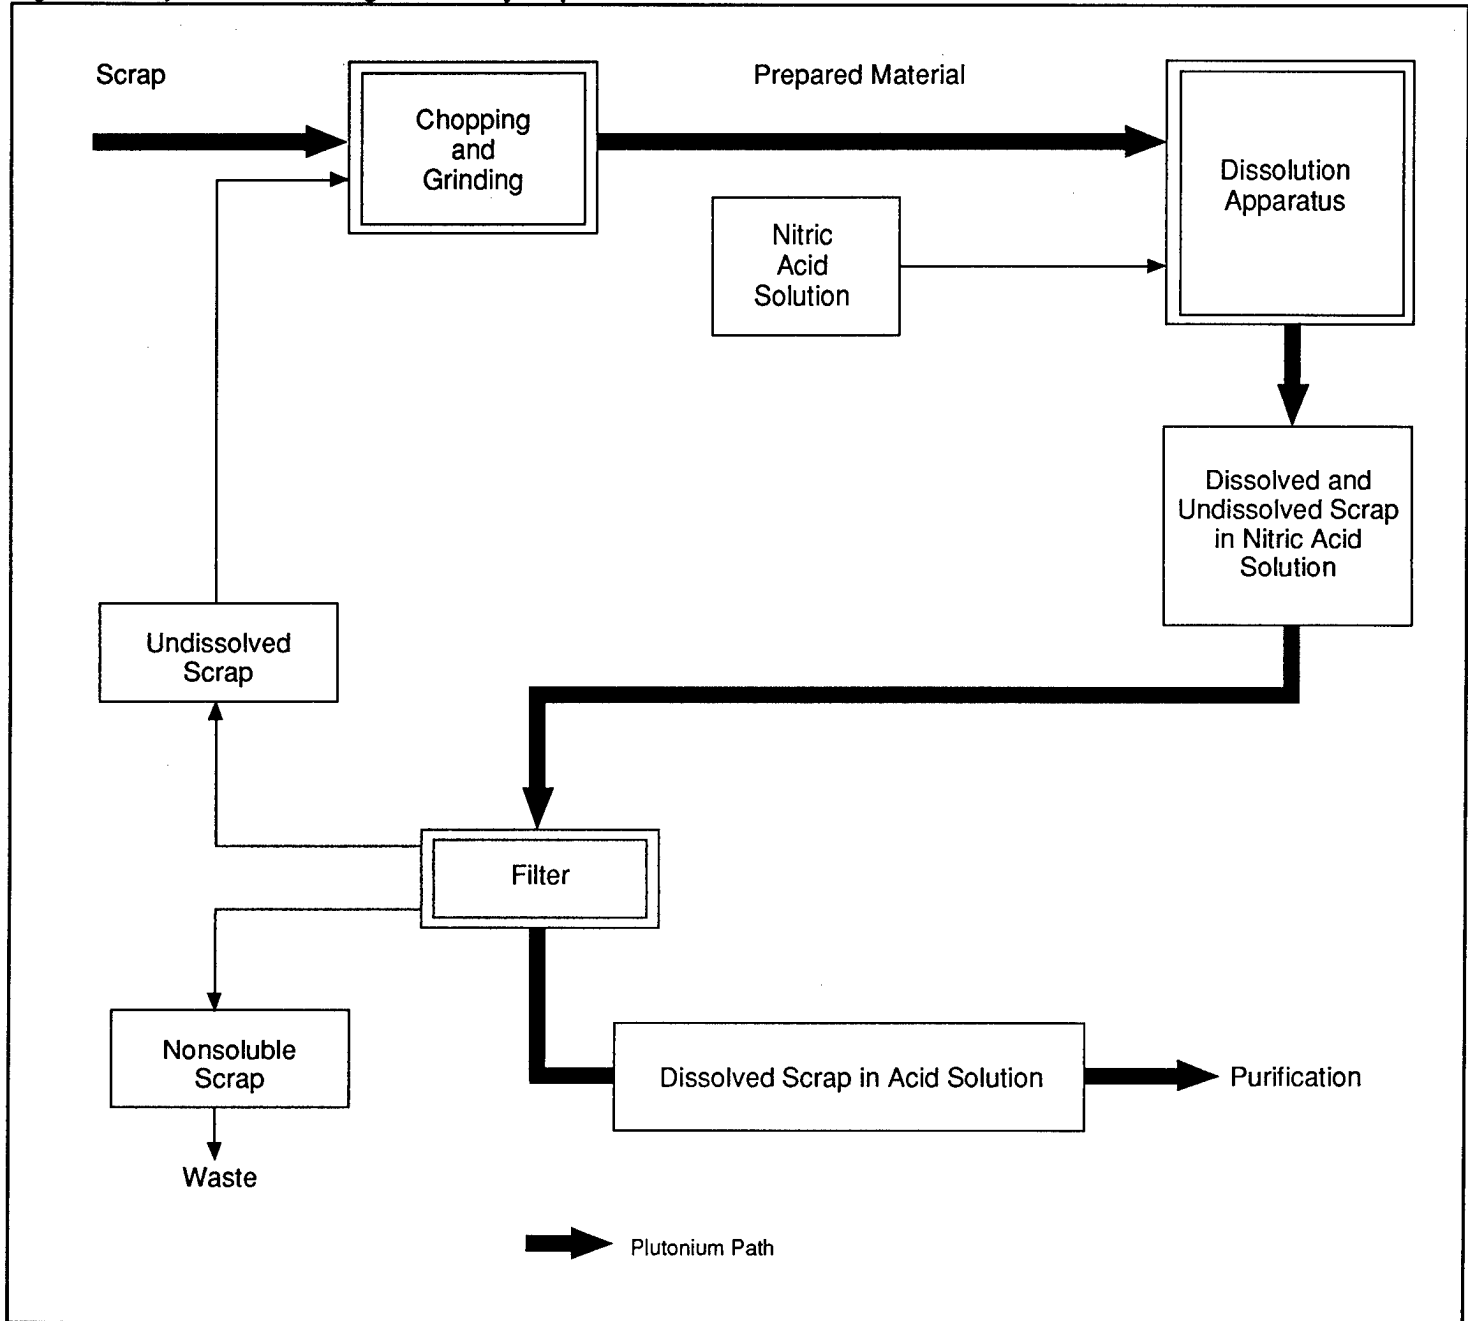 Scrap
Chopping
and
Grinding
Prepared Material
Dissolution
Apparatus
Nitric
Acid
Solution
Dissolved and
Undissolved Scrap
in Nitric Acid
Solution
Undissolved
Scrap
Filter
Nonsoluble
Scrap
Dissolved Scrap in Acid Solution
Purification
Waste
Plutonium Path